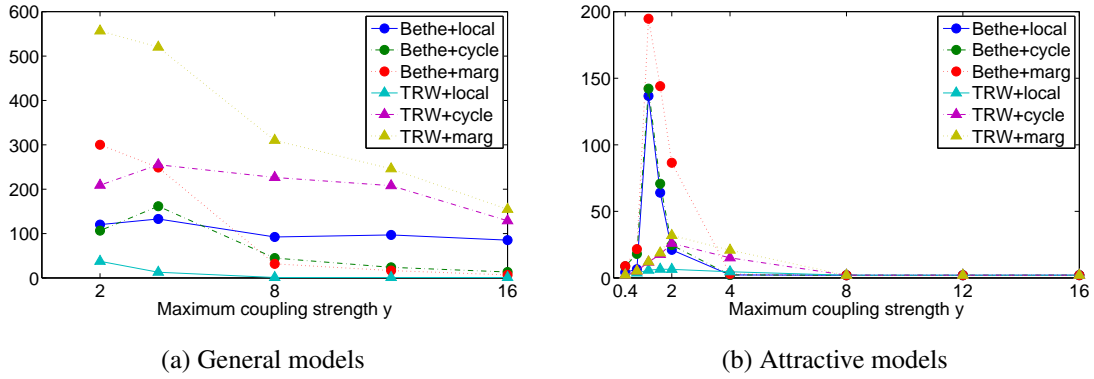 600
500
400
300
200
100
0
2
8
16
Maximum coupling strength y
Bethe+local
Bethe+cycle
Bethe+marg
TRW+local
TRW+cycle
TRW+marg
(a) General models
200
150
100
50
0
0.4
2
4
8
12
16
Maximum coupling strength y
Bethe+local
Bethe+cycle
Bethe+marg
TRW+local
TRW+cycle
TRW+marg
(b) Attractive models